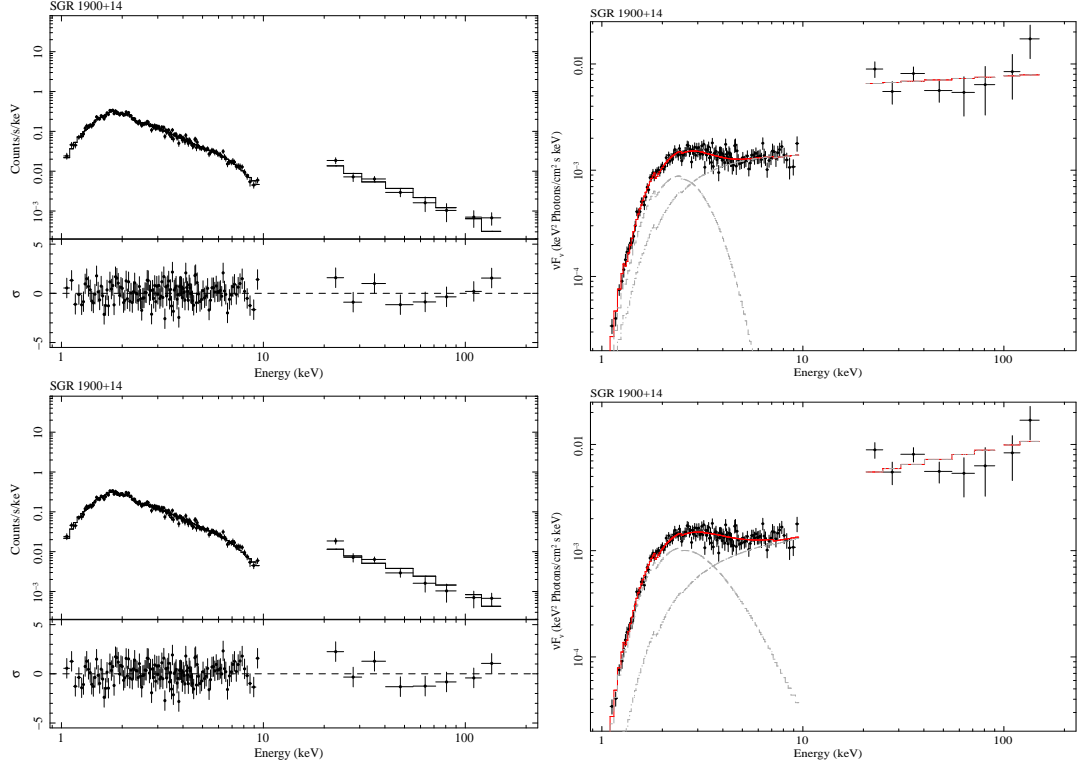 SGR 1900+14
10
1
0.1
0.01
10⁻³
Counts/s/keV
5
0
−5
σ
1
10
100
Energy (keV)
SGR 1900+14
0.01
10⁻³
10⁻⁴
νFᵥ (keV² Photons/cm² s keV)
1
10
100
Energy (keV)
SGR 1900+14
10
1
0.1
0.01
10⁻³
Counts/s/keV
5
0
−5
σ
1
10
100
Energy (keV)
SGR 1900+14
0.01
10⁻³
10⁻⁴
νFᵥ (keV² Photons/cm² s keV)
1
10
100
Energy (keV)